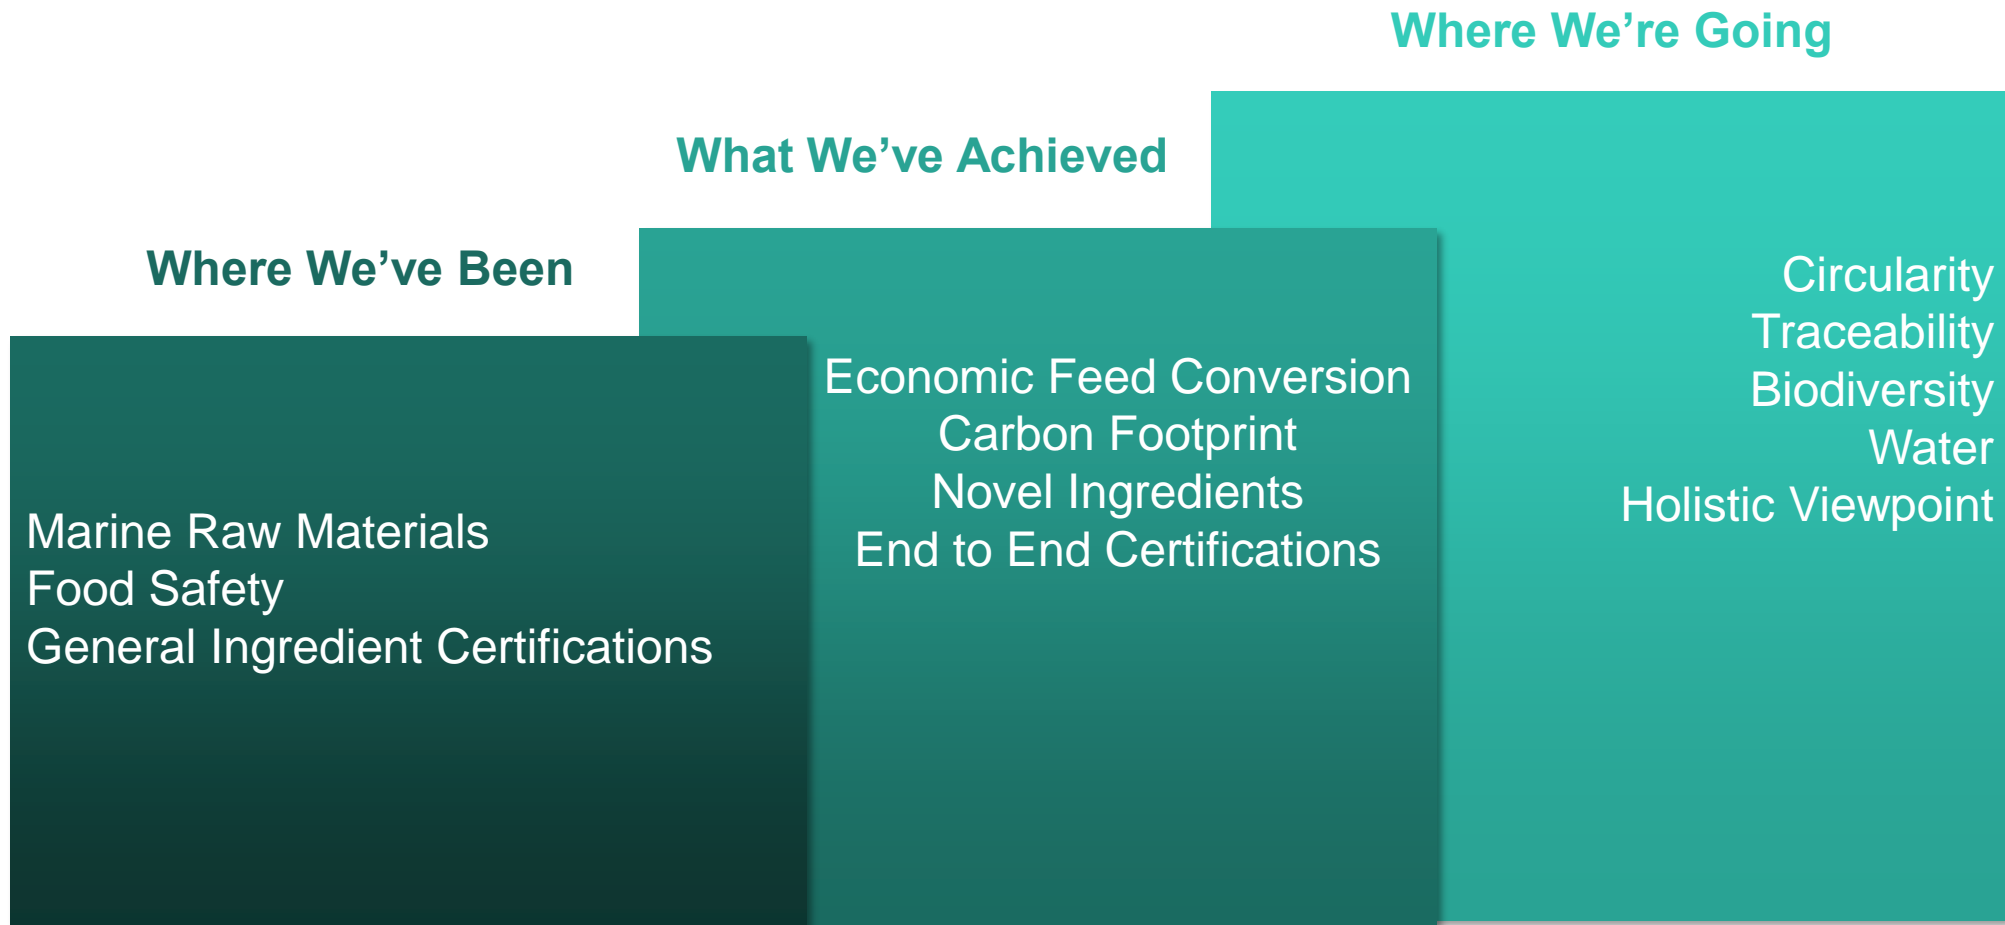 Where We’ve Been
Marine Raw Materials
Food Safety
General Ingredient Certifications
What We’ve Achieved
Economic Feed Conversion
Carbon Footprint
Novel Ingredients
End to End Certifications
Where We’re Going
Circularity
Traceability
Biodiversity
Water
Holistic Viewpoint